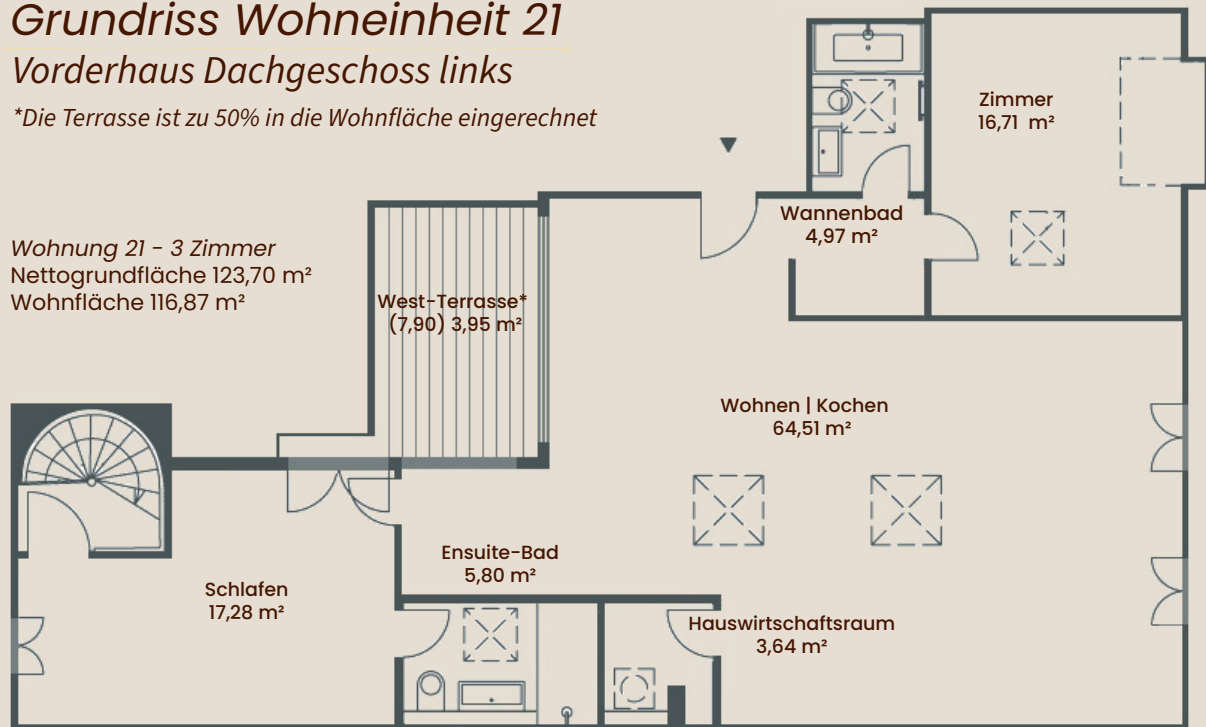 Grundriss Wohneinheit 21
Vorderhaus Dachgeschoss links
*Die Terrasse ist zu 50% in die Wohnfläche eingerechnet
Wohnung 21 - 3 Zimmer
Nettogrundfläche 123,70 m²
Wohnfläche 116,87 m²
Zimmer
16,71 m²
Wannenbad
4,97 m²
West-Terrasse*
(7,90) 3,95 m²
Wohnen | Kochen
64,51 m²
Ensuite-Bad
5,80 m²
Schlafen
17,28 m²
Hauswirtschaftsraum
3,64 m²